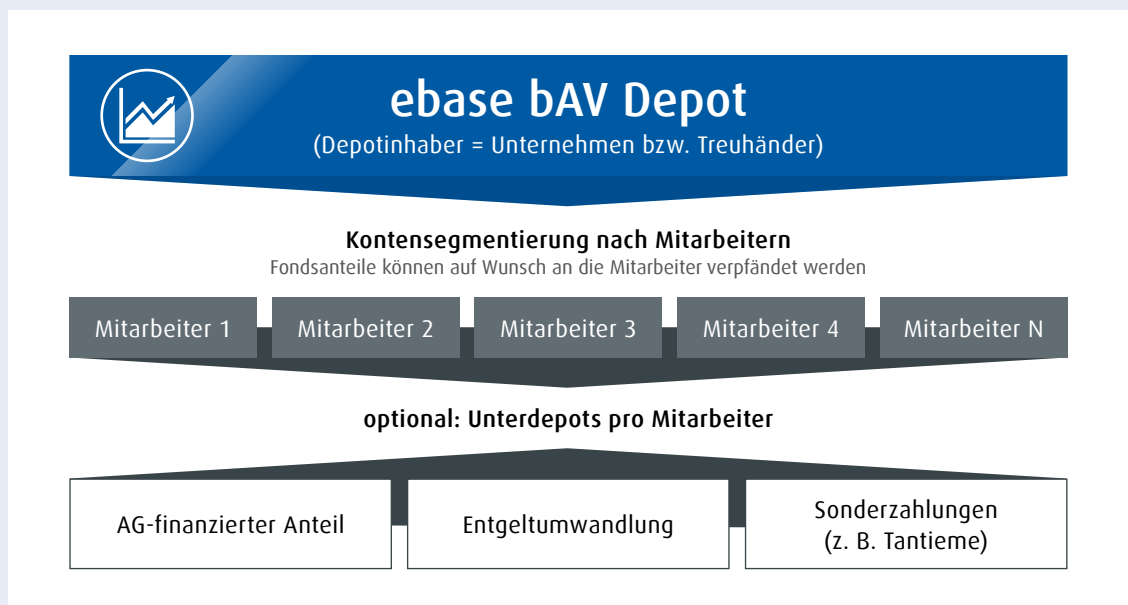 ebase bAV Depot
(Depotinhaber = Unternehmen bzw. Treuhänder)
Kontensegmentierung nach Mitarbeitern
Fondsanteile können auf Wunsch an die Mitarbeiter verpfändet werden
Mitarbeiter 1
Mitarbeiter 2
Mitarbeiter 3
Mitarbeiter 4
Mitarbeiter N
optional: Unterdepots pro Mitarbeiter
AG-finanzierter Anteil
Entgeltumwandlung
Sonderzahlungen
(z. B. Tantieme)